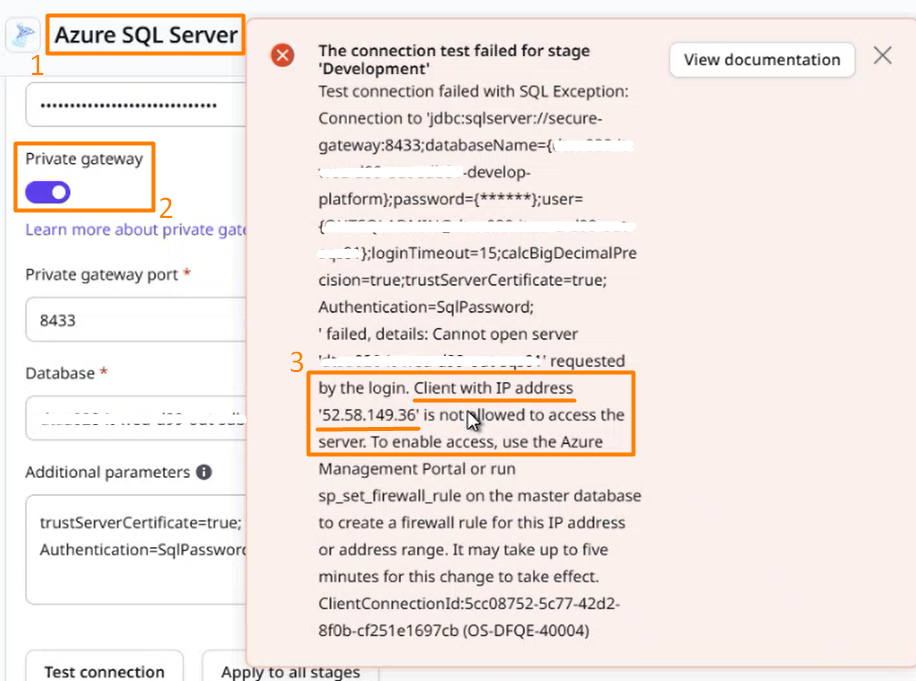 Azure SQL Server
1
••••••••••••••••••••••••••••••
Private gateway
2
Learn more about private gate
Private gateway port *
8433
Database *
Additional parameters
trustServerCertificate=true;
Authentication=SqlPassword
Test connection
Apply to all stages
The connection test failed for stage
'Development'
View documentation
Test connection failed with SQL Exception:
Connection to 'jdbc:sqlserver://secure-
gateway:8433;databaseName={
-develop-
platform};password={******};user=
{
};loginTimeout=15;calcBigDecimalPre
cision=true;trustServerCertificate=true;
Authentication=SqlPassword;
' failed, details: Cannot open server
' requested
3
by the login. Client with IP address
'52.58.149.36' is not allowed to access the
server. To enable access, use the Azure
Management Portal or run
sp_set_firewall_rule on the master database
to create a firewall rule for this IP address
or address range. It may take up to five
minutes for this change to take effect.
ClientConnectionId:5cc08752-5c77-42d2-
8f0b-cf251e1697cb (OS-DFQE-40004)